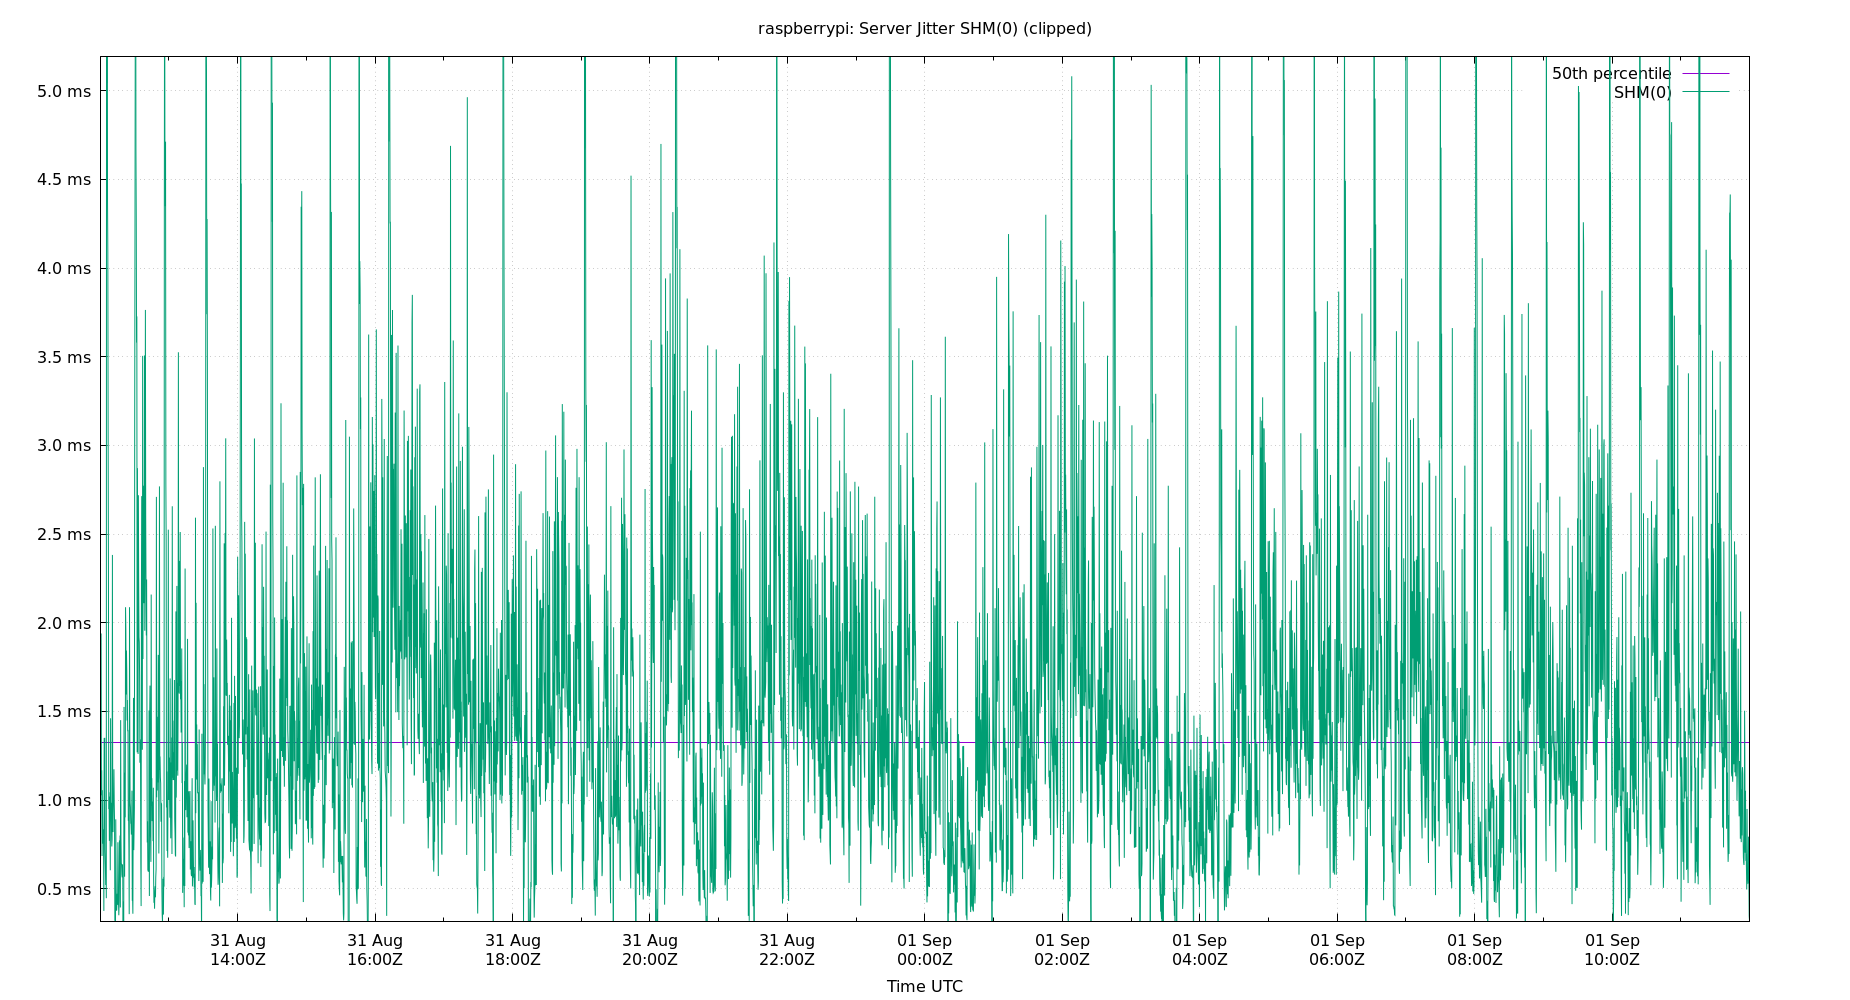 raspberrypi: Server Jitter SHM(0) (clipped)
50th percentile
SHM(0)
5.0 ms
4.5 ms
4.0 ms
3.5 ms
3.0 ms
2.5 ms
2.0 ms
1.5 ms
1.0 ms
0.5 ms
31 Aug 31 Aug 31 Aug 31 Aug 31 Aug 01 Sep 01 Sep 01 Sep 01 Sep 01 Sep 01 Sep
14:00Z 16:00Z 18:00Z 20:00Z 22:00Z 00:00Z 02:00Z 04:00Z 06:00Z 08:00Z 10:00Z
Time UTC